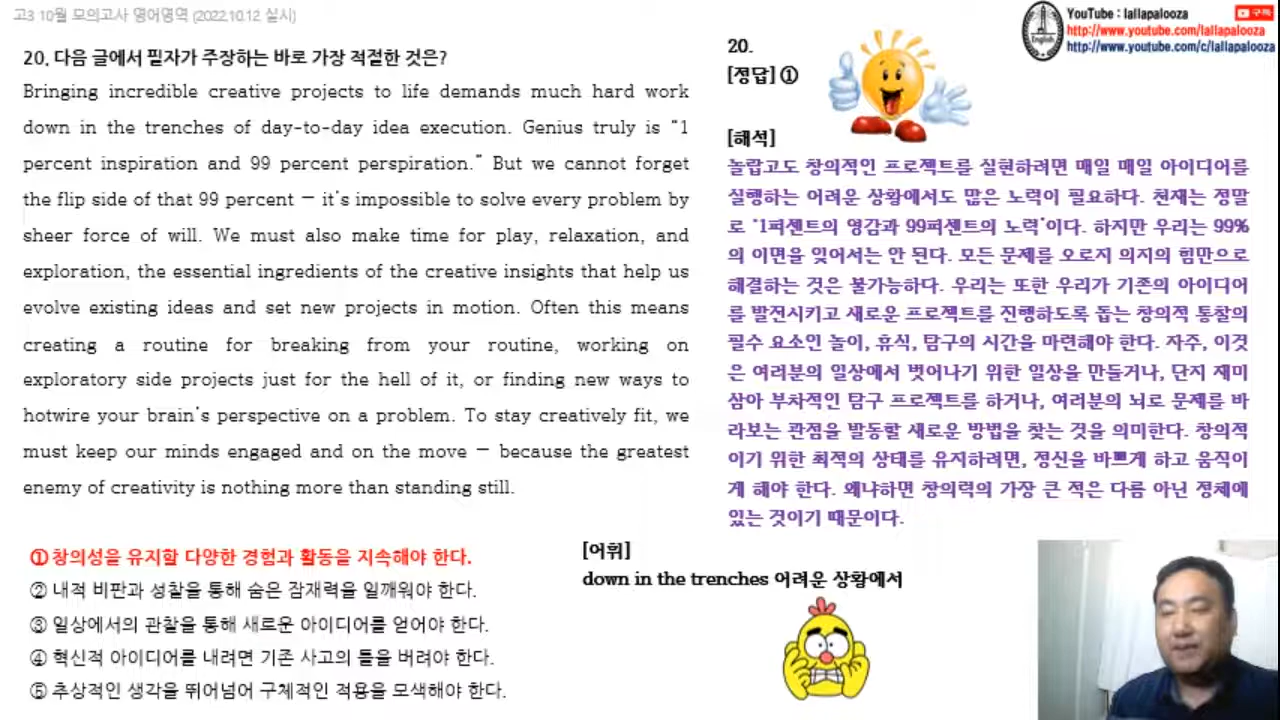 고3 10월 모의고사 영어영역 (2022.10.12. 실시)
20. 다음 글에서 필자가 주장하는 바로 가장 적절한 것은?
Bringing incredible creative projects to life demands much hard work
down in the trenches of day-to-day idea execution. Genius truly is "1
percent inspiration and 99 percent perspiration." But we cannot forget
the flip side of that 99 percent — it's impossible to solve every problem by
sheer force of will. We must also make time for play, relaxation, and
exploration, the essential ingredients of the creative insights that help us
evolve existing ideas and set new projects in motion. Often this means
creating a routine for breaking from your routine, working on
exploratory side projects just for the hell of it, or finding new ways to
hotwire your brain's perspective on a problem. To stay creatively fit, we
must keep our minds engaged and on the move — because the greatest
enemy of creativity is nothing more than standing still.
① 창의성을 유지할 다양한 경험과 활동을 지속해야 한다.
② 내적 비판과 성찰을 통해 숨은 잠재력을 일깨워야 한다.
③ 일상에서의 관찰을 통해 새로운 아이디어를 얻어야 한다.
④ 혁신적 아이디어를 내려면 기존 사고의 틀을 버려야 한다.
⑤ 추상적인 생각을 뛰어넘어 구체적인 적용을 모색해야 한다.
English
YouTube : lallapalooza
구독
http://www.youtube.com/lallapalooza
http://www.youtube.com/c/lallapalooza
20.
[정답] ①
[해석]
놀랍고도 창의적인 프로젝트를 실현하려면 매일 매일 아이디어를
실행하는 어려운 상황에서도 많은 노력이 필요하다. 천재는 정말
로 "1퍼센트의 영감과 99퍼센트의 노력"이다. 하지만 우리는 99%
의 이면을 잊어서는 안 된다. 모든 문제를 오로지 의지의 힘만으로
해결하는 것은 불가능하다. 우리는 또한 우리가 기존의 아이디어
를 발전시키고 새로운 프로젝트를 진행하도록 돕는 창의적 통찰의
필수 요소인 놀이, 휴식, 탐구의 시간을 마련해야 한다. 자주, 이것
은 여러분의 일상에서 벗어나기 위한 일상을 만들거나, 단지 재미
삼아 부차적인 탐구 프로젝트를 하거나, 여러분의 뇌로 문제를 바
라보는 관점을 발동할 새로운 방법을 찾는 것을 의미한다. 창의적
이기 위한 최적의 상태를 유지하려면, 정신을 바쁘게 하고 움직이
게 해야 한다. 왜냐하면 창의력의 가장 큰 적은 다름 아닌 정체에
있는 것이기 때문이다.
[어휘]
down in the trenches 어려운 상황에서